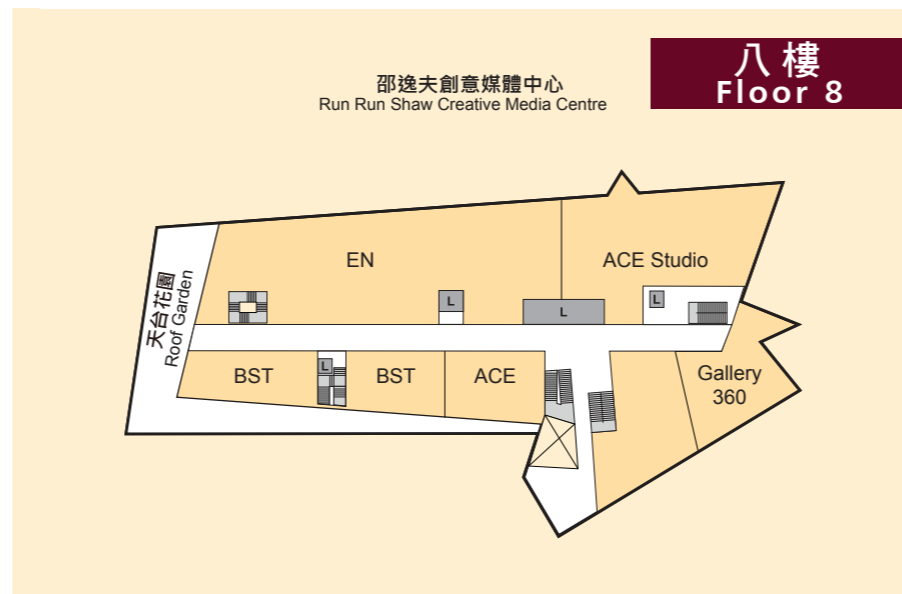 邵逸夫創意媒體中心
Run Run Shaw Creative Media Centre
八樓
Floor 8
EN
ACE Studio
天台花園
Roof Garden
L
L
L
L
BST
BST
ACE
Gallery
360